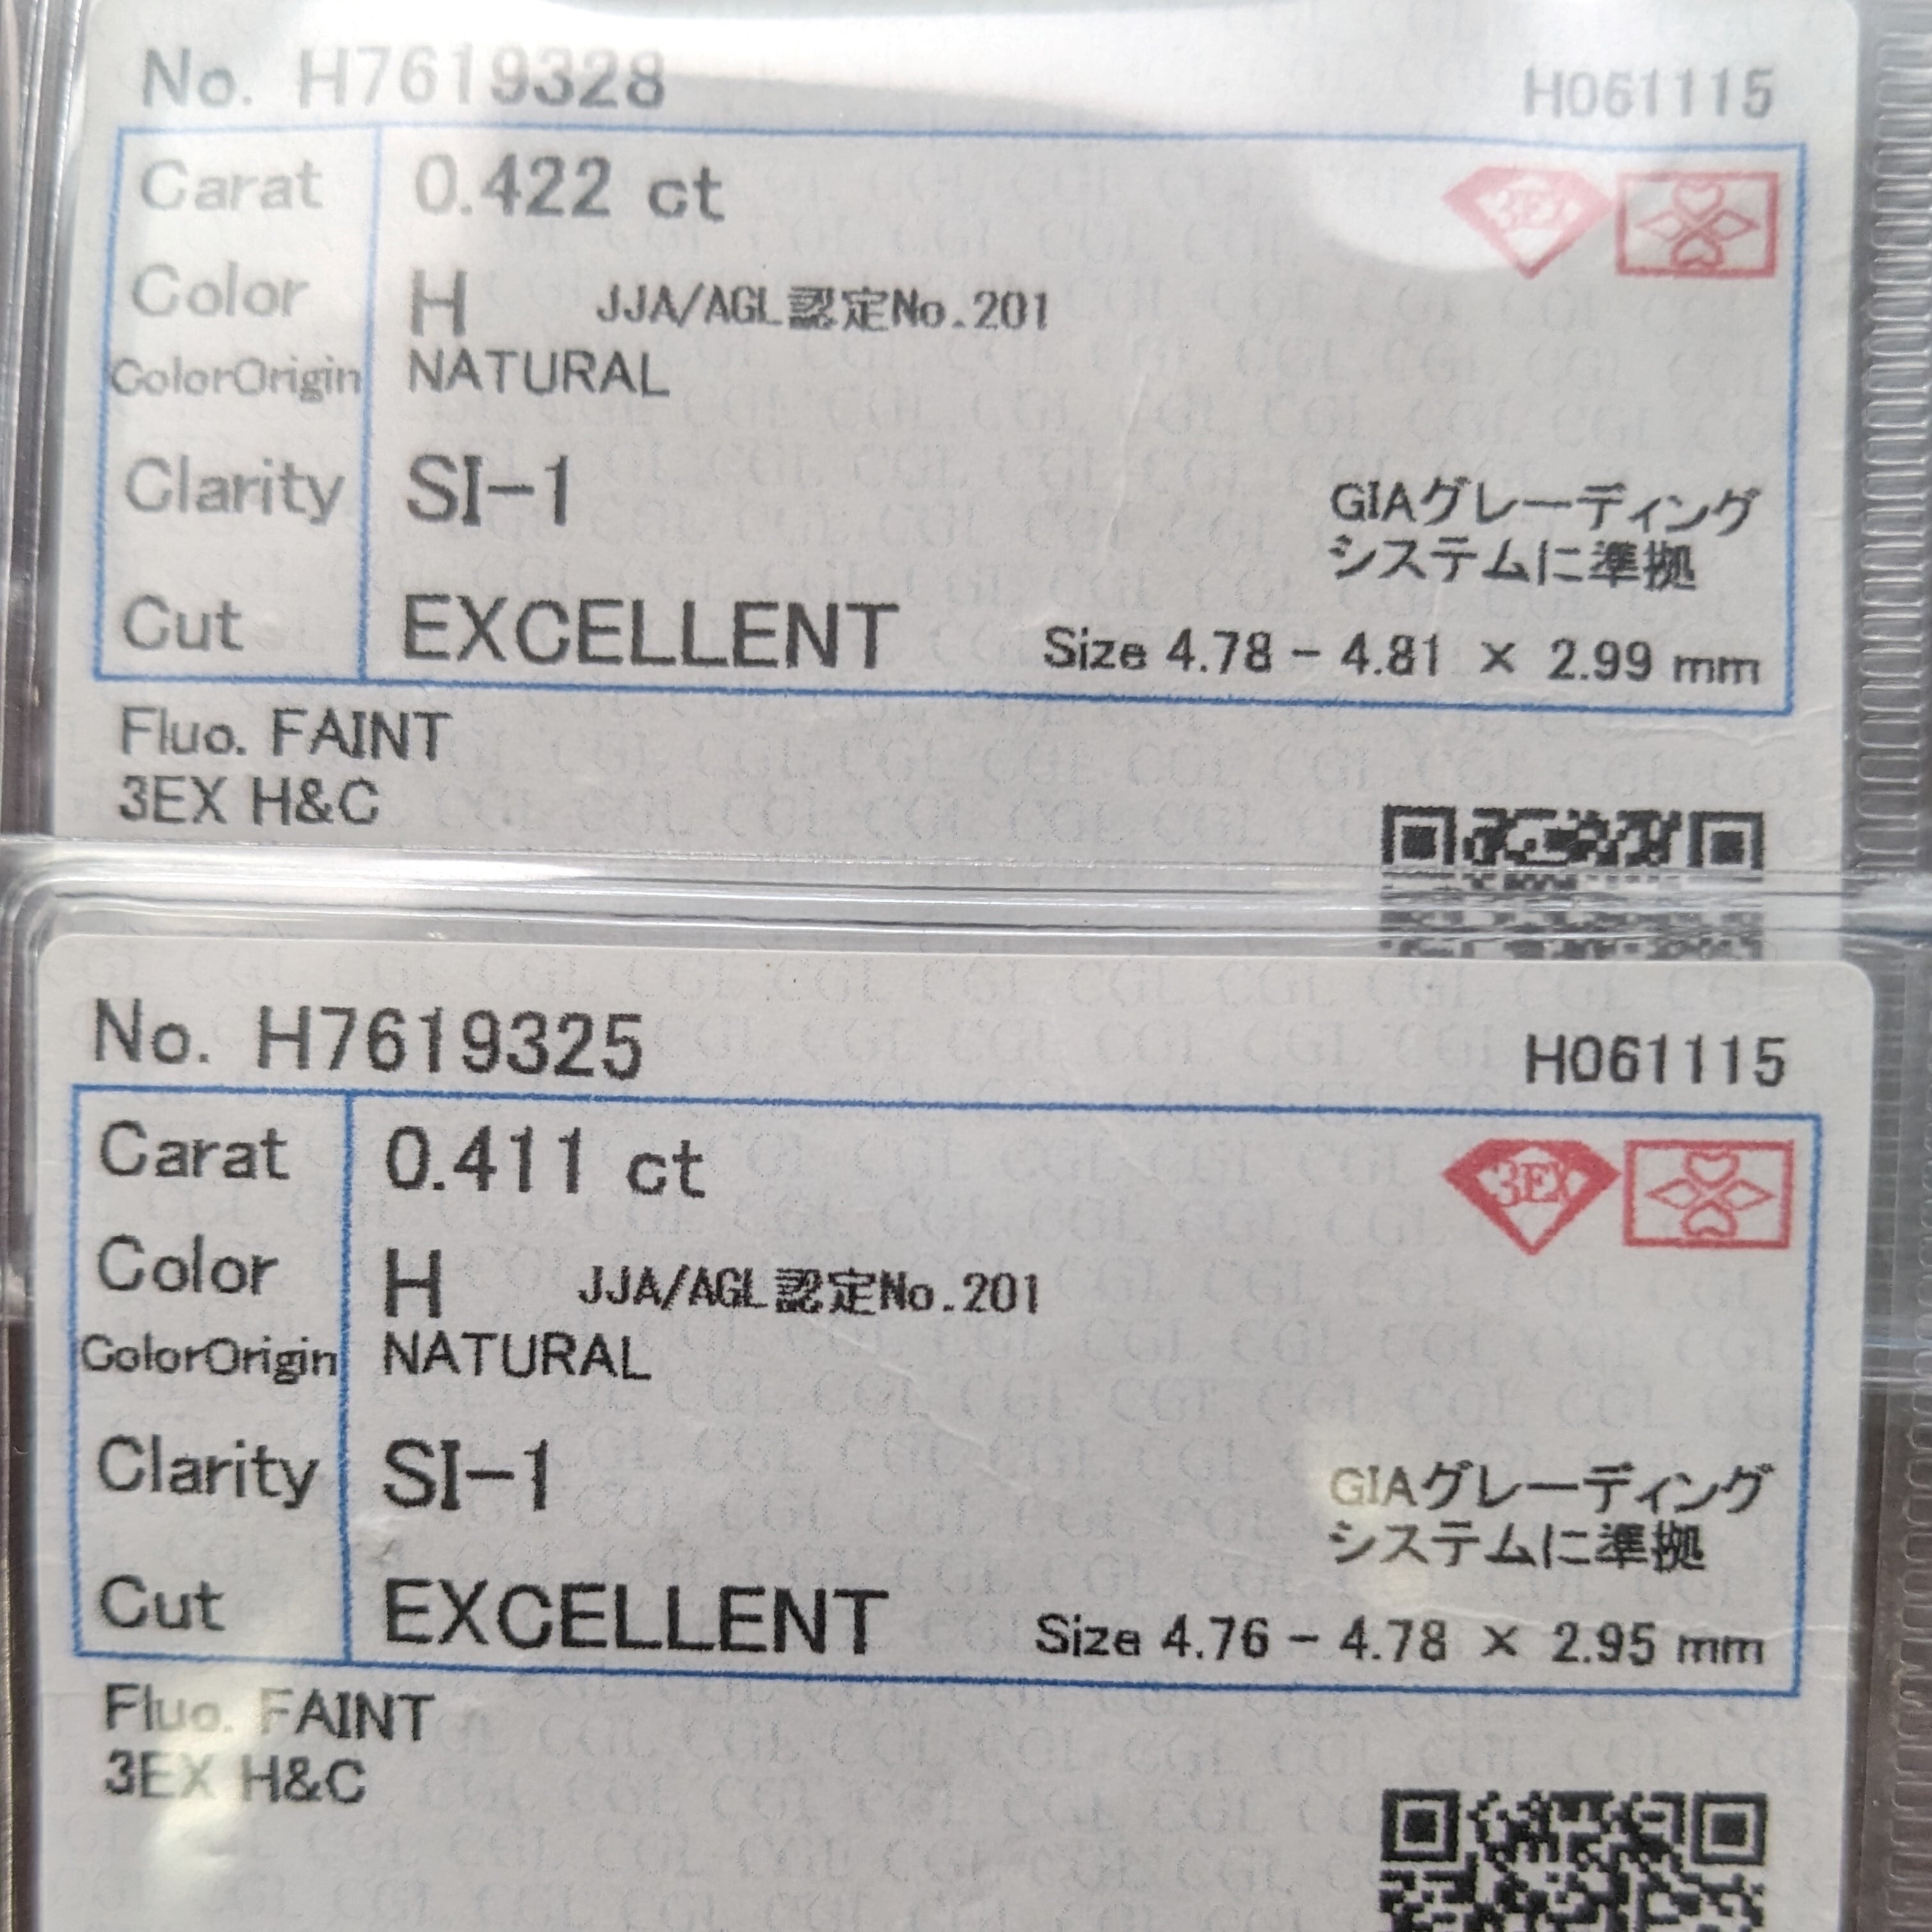 No. H7619328 H061115
Carat 0.422 ct
3EX
Color H JJA/AGL認定No.201
ColorOrigin NATURAL
Clarity SI-1
GIAグレーディング
システムに準拠
Cut EXCELLENT Size 4.78 - 4.81 × 2.99 mm
Fluo. FAINT
3EX H&C
No. H7619325 H061115
Carat 0.411 ct
3EX
Color H JJA/AGL認定No.201
ColorOrigin NATURAL
Clarity SI-1
GIAグレーディング
システムに準拠
Cut EXCELLENT Size 4.76 - 4.78 × 2.95 mm
Fluo. FAINT
3EX H&C